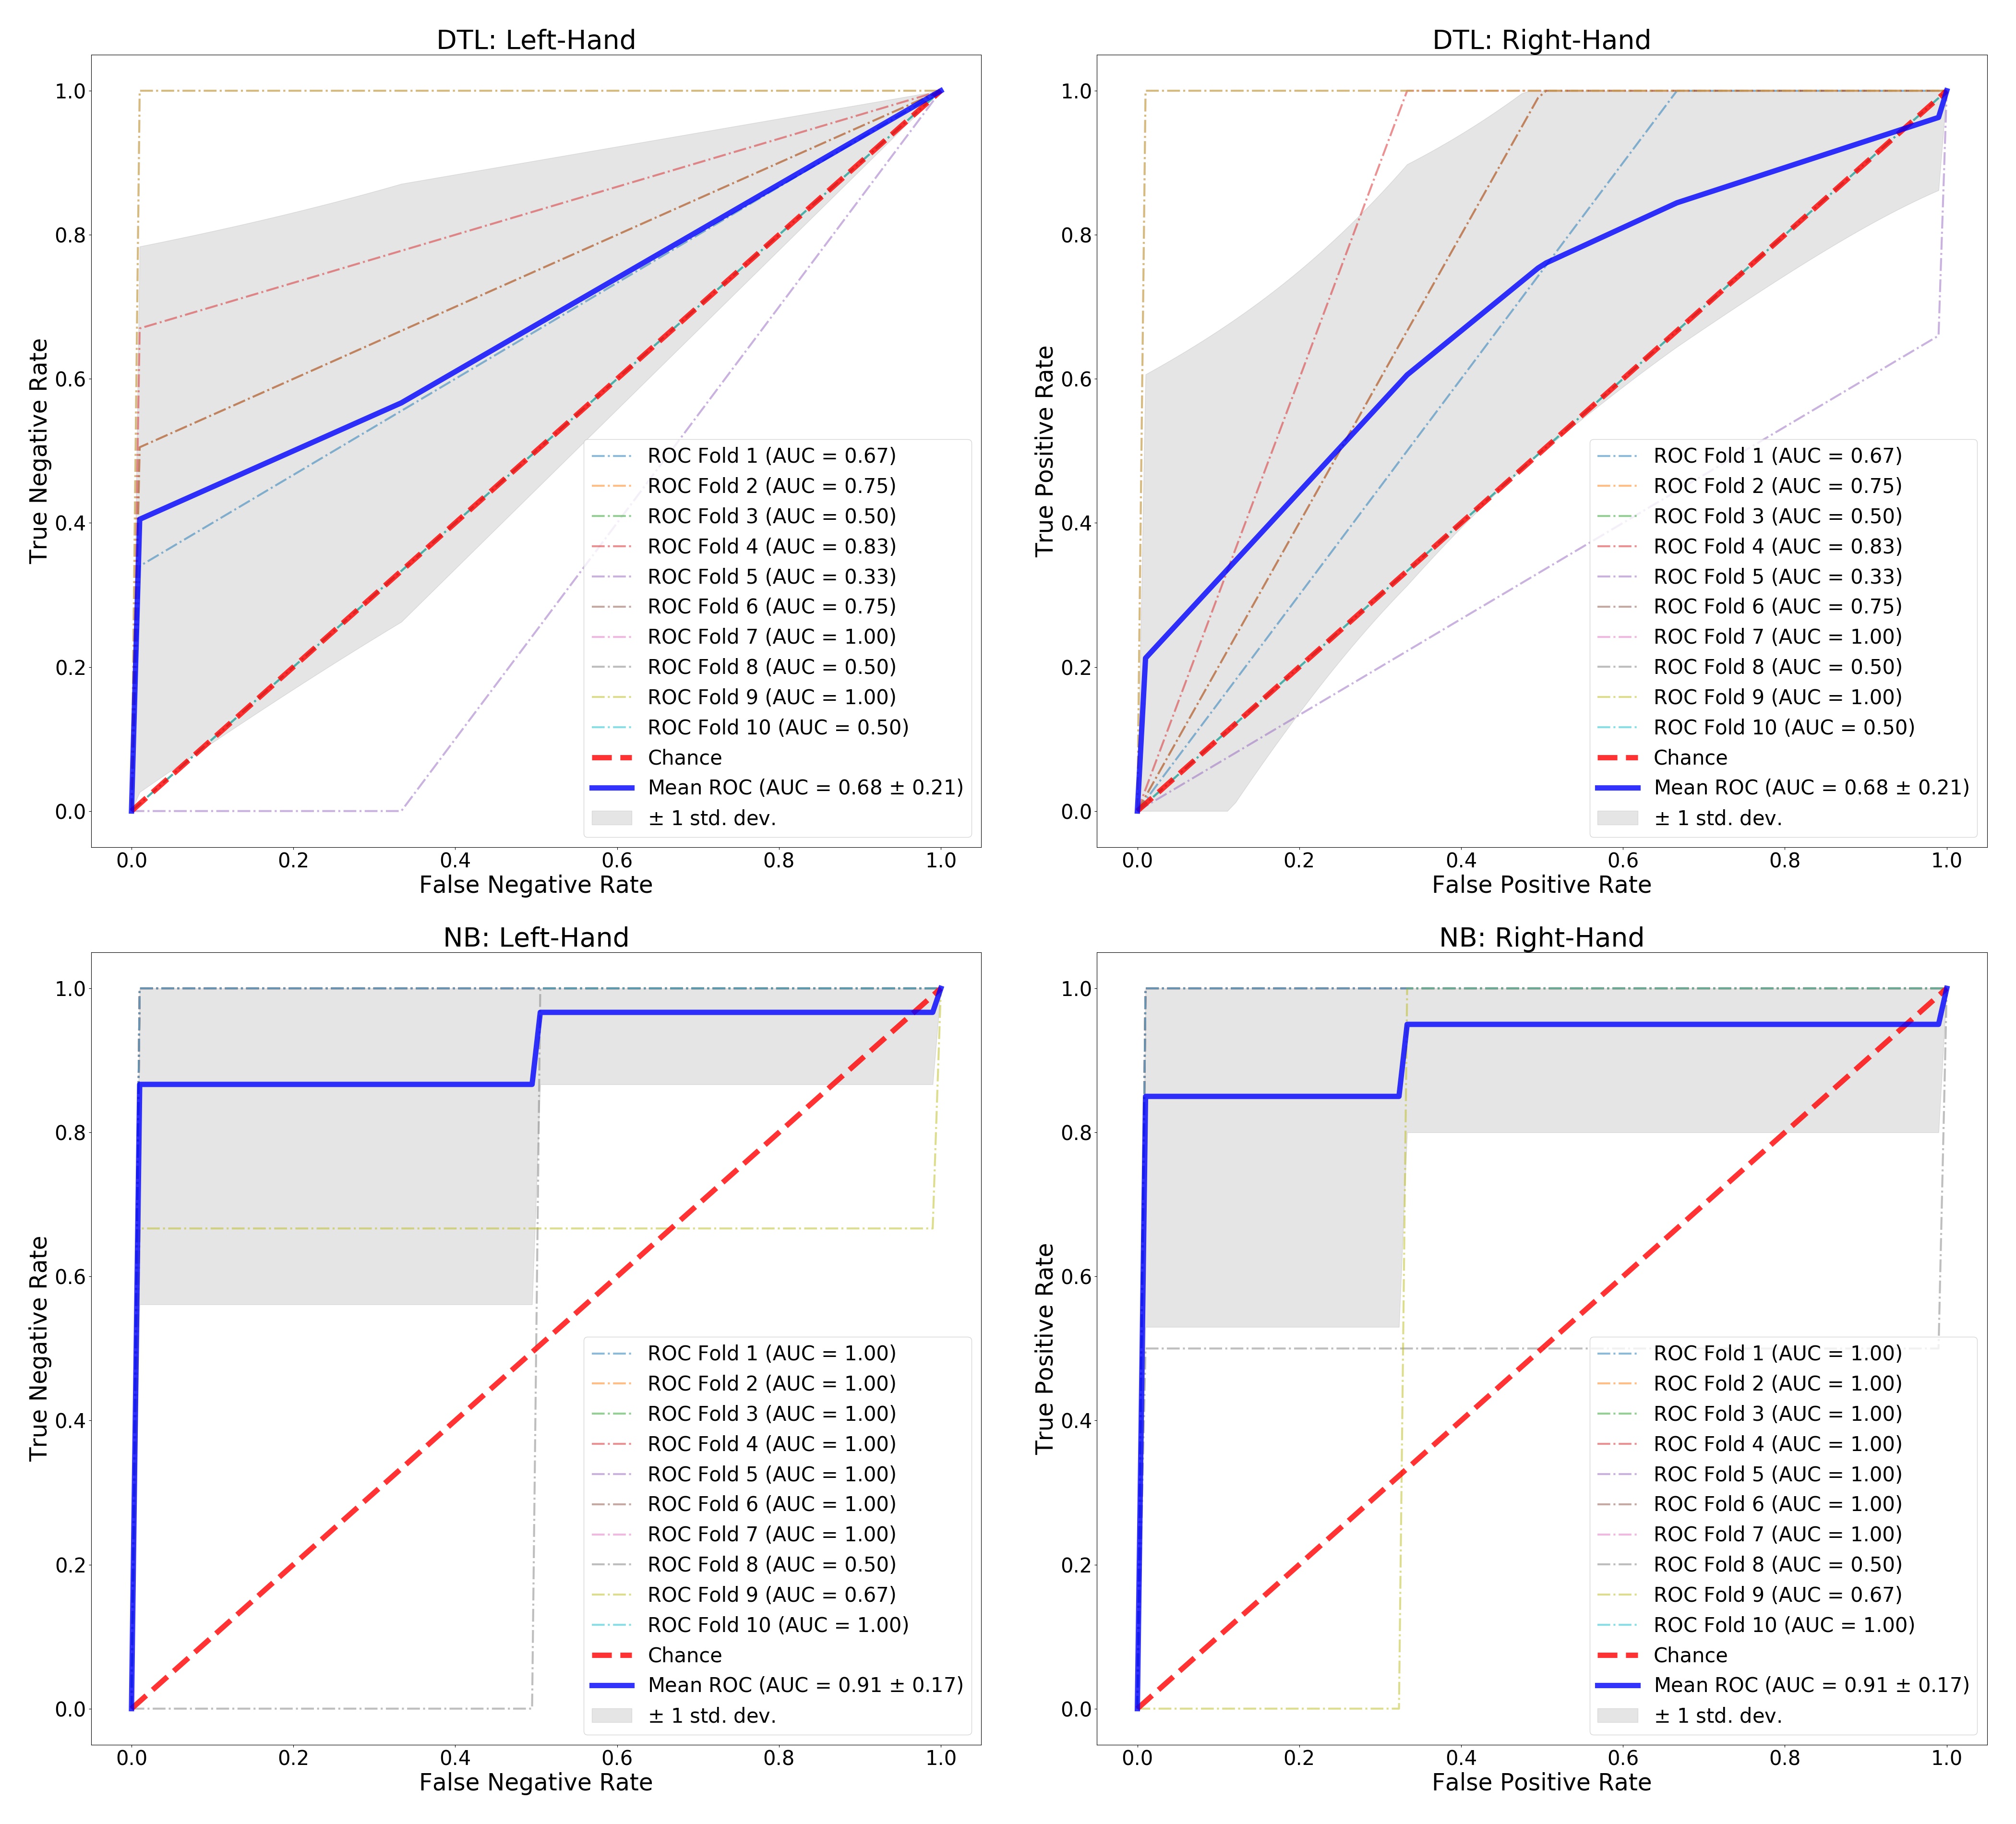 DTL: Left-Hand
1.0
0.8
0.6
0.4
0.2
0.0
True Negative Rate
ROC Fold 1 (AUC = 0.67)
ROC Fold 2 (AUC = 0.75)
ROC Fold 3 (AUC = 0.50)
ROC Fold 4 (AUC = 0.83)
ROC Fold 5 (AUC = 0.33)
ROC Fold 6 (AUC = 0.75)
ROC Fold 7 (AUC = 1.00)
ROC Fold 8 (AUC = 0.50)
ROC Fold 9 (AUC = 1.00)
ROC Fold 10 (AUC = 0.50)
Chance
Mean ROC (AUC = 0.68 ± 0.21)
± 1 std. dev.
0.0 0.2 0.4 0.6 0.8 1.0
False Negative Rate
DTL: Right-Hand
1.0
0.8
0.6
0.4
0.2
0.0
True Positive Rate
ROC Fold 1 (AUC = 0.67)
ROC Fold 2 (AUC = 0.75)
ROC Fold 3 (AUC = 0.50)
ROC Fold 4 (AUC = 0.83)
ROC Fold 5 (AUC = 0.33)
ROC Fold 6 (AUC = 0.75)
ROC Fold 7 (AUC = 1.00)
ROC Fold 8 (AUC = 0.50)
ROC Fold 9 (AUC = 1.00)
ROC Fold 10 (AUC = 0.50)
Chance
Mean ROC (AUC = 0.68 ± 0.21)
± 1 std. dev.
0.0 0.2 0.4 0.6 0.8 1.0
False Positive Rate
NB: Left-Hand
1.0
0.8
0.6
0.4
0.2
0.0
True Negative Rate
ROC Fold 1 (AUC = 1.00)
ROC Fold 2 (AUC = 1.00)
ROC Fold 3 (AUC = 1.00)
ROC Fold 4 (AUC = 1.00)
ROC Fold 5 (AUC = 1.00)
ROC Fold 6 (AUC = 1.00)
ROC Fold 7 (AUC = 1.00)
ROC Fold 8 (AUC = 0.50)
ROC Fold 9 (AUC = 0.67)
ROC Fold 10 (AUC = 1.00)
Chance
Mean ROC (AUC = 0.91 ± 0.17)
± 1 std. dev.
0.0 0.2 0.4 0.6 0.8 1.0
False Negative Rate
NB: Right-Hand
1.0
0.8
0.6
0.4
0.2
0.0
True Positive Rate
ROC Fold 1 (AUC = 1.00)
ROC Fold 2 (AUC = 1.00)
ROC Fold 3 (AUC = 1.00)
ROC Fold 4 (AUC = 1.00)
ROC Fold 5 (AUC = 1.00)
ROC Fold 6 (AUC = 1.00)
ROC Fold 7 (AUC = 1.00)
ROC Fold 8 (AUC = 0.50)
ROC Fold 9 (AUC = 0.67)
ROC Fold 10 (AUC = 1.00)
Chance
Mean ROC (AUC = 0.91 ± 0.17)
± 1 std. dev.
0.0 0.2 0.4 0.6 0.8 1.0
False Positive Rate